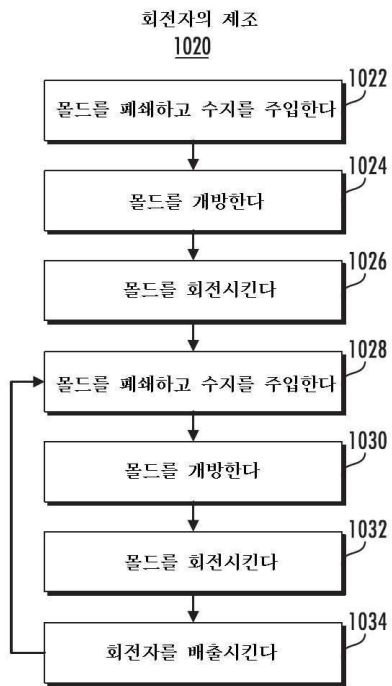 회전자의 제조
1020
1022
몰드를 폐쇄하고 수지를 주입한다
1024
몰드를 개방한다
1026
몰드를 회전시킨다
1028
몰드를 폐쇄하고 수지를 주입한다
1030
몰드를 개방한다
1032
몰드를 회전시킨다
1034
회전자를 배출시킨다